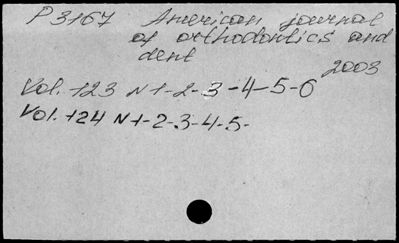 P3167 American journal
of orthodontics and
dent
2003
Vol. 123 N 1-2-3-4-5-6
Vol. 124 N 1-2-3-4-5-